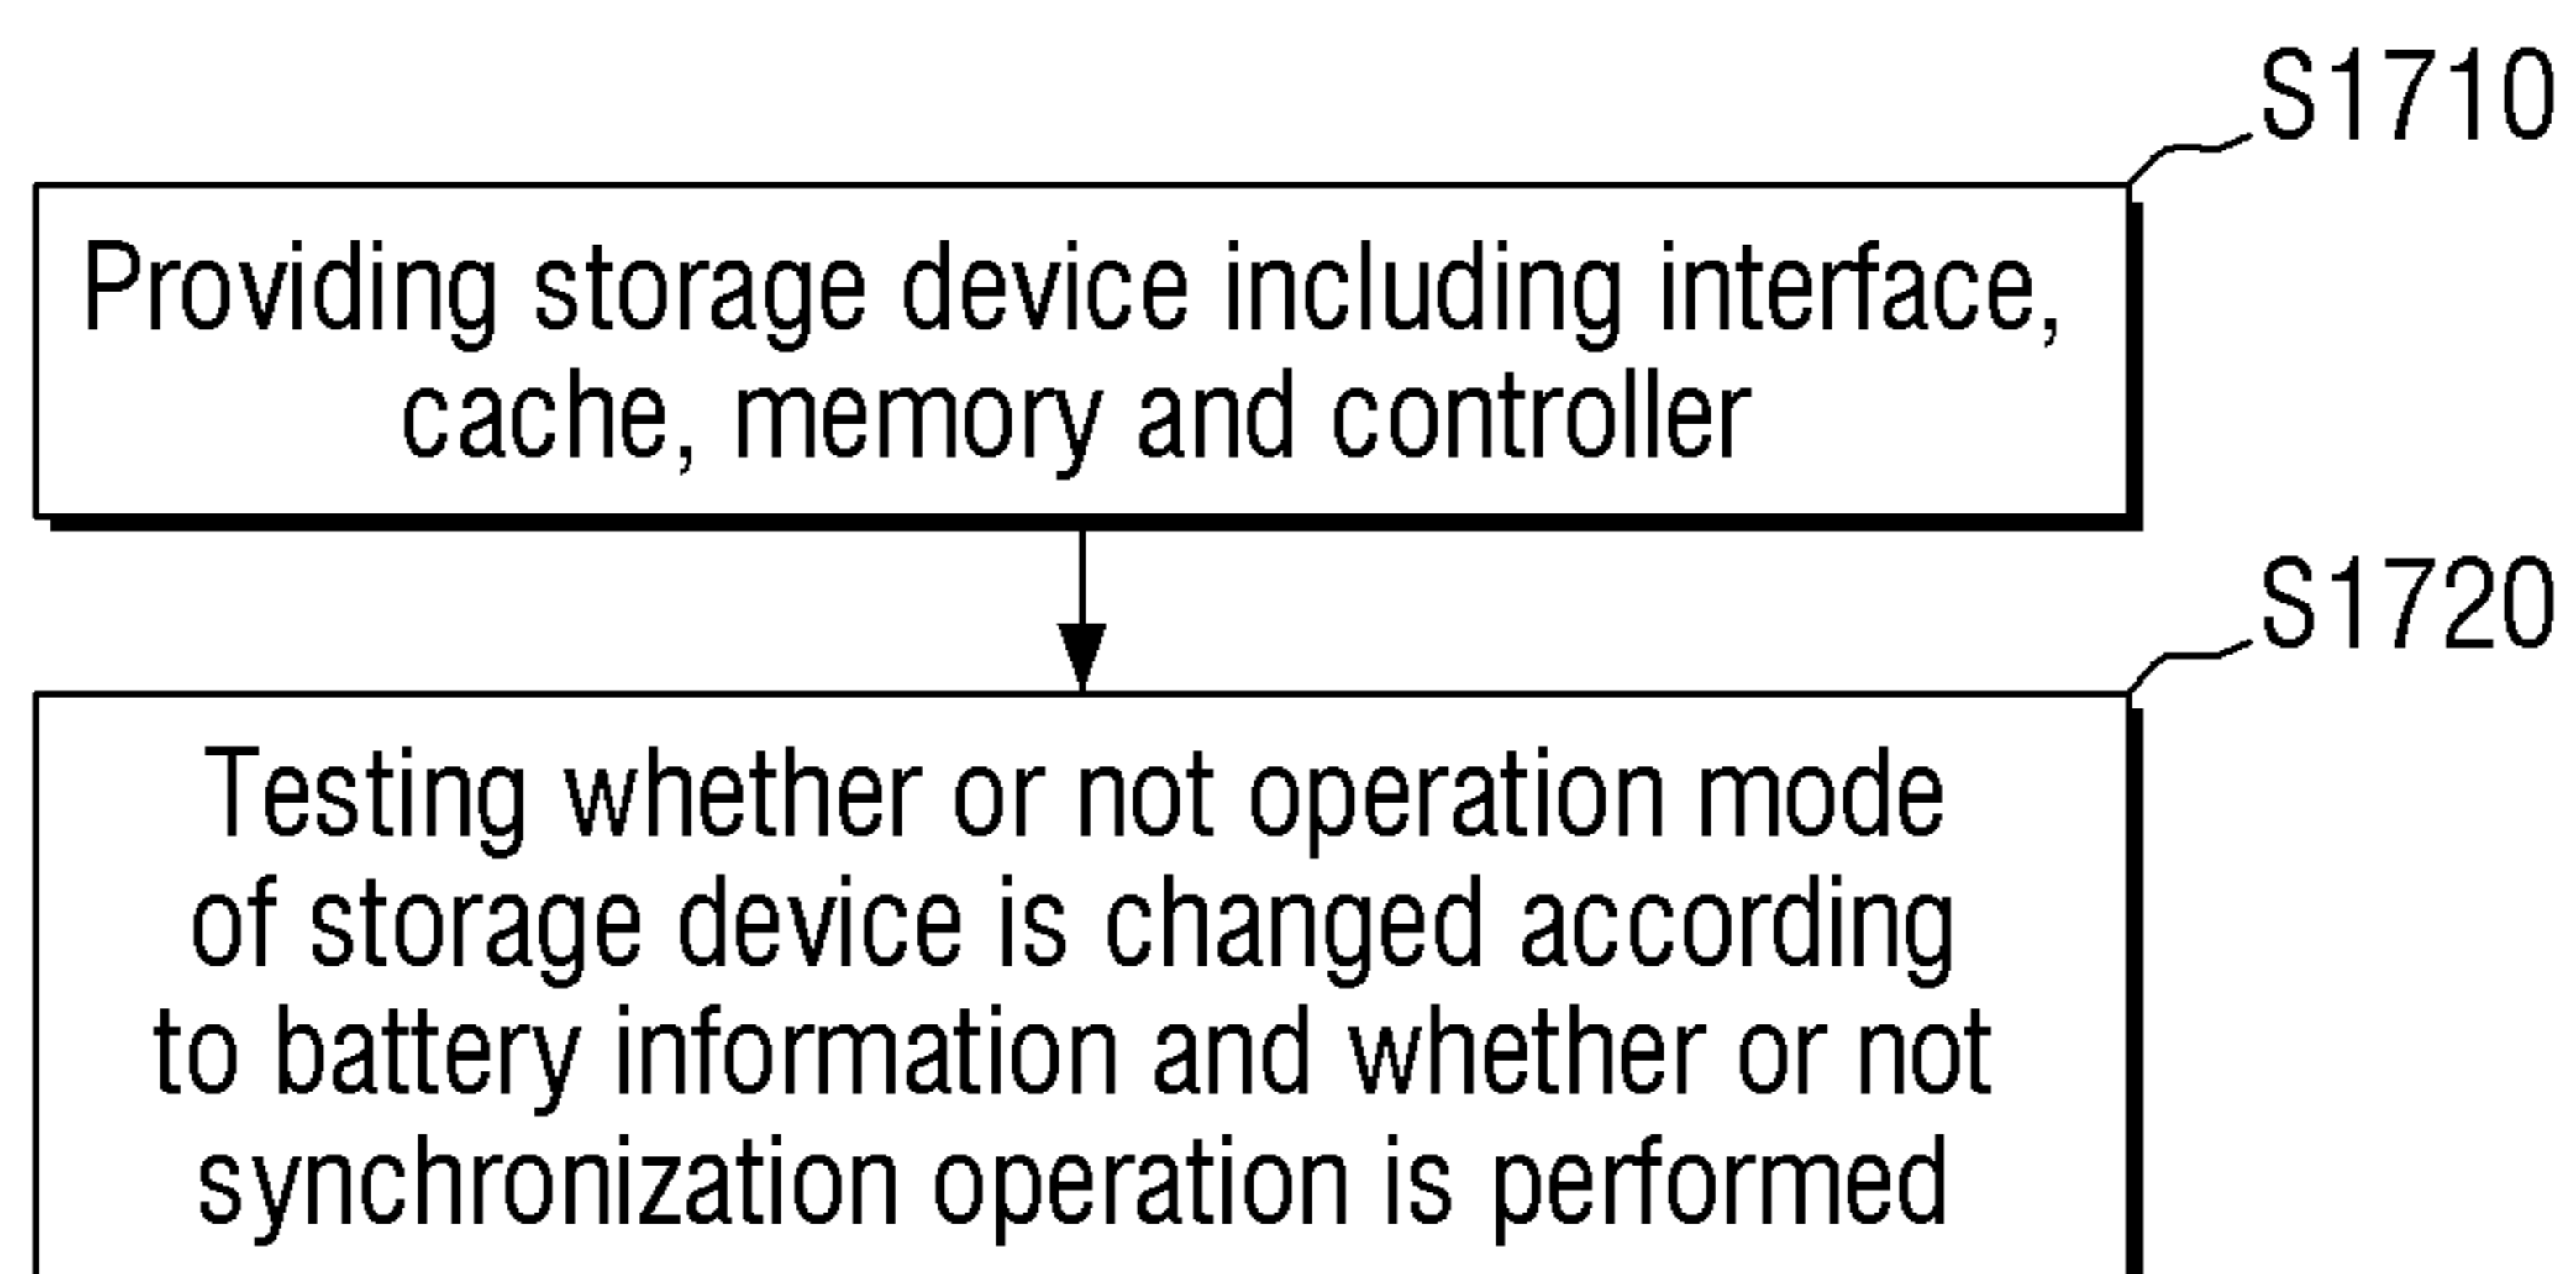 S1710
Providing storage device including interface,
cache, memory and controller
S1720
Testing whether or not operation mode
of storage device is changed according
to battery information and whether or not
synchronization operation is performed